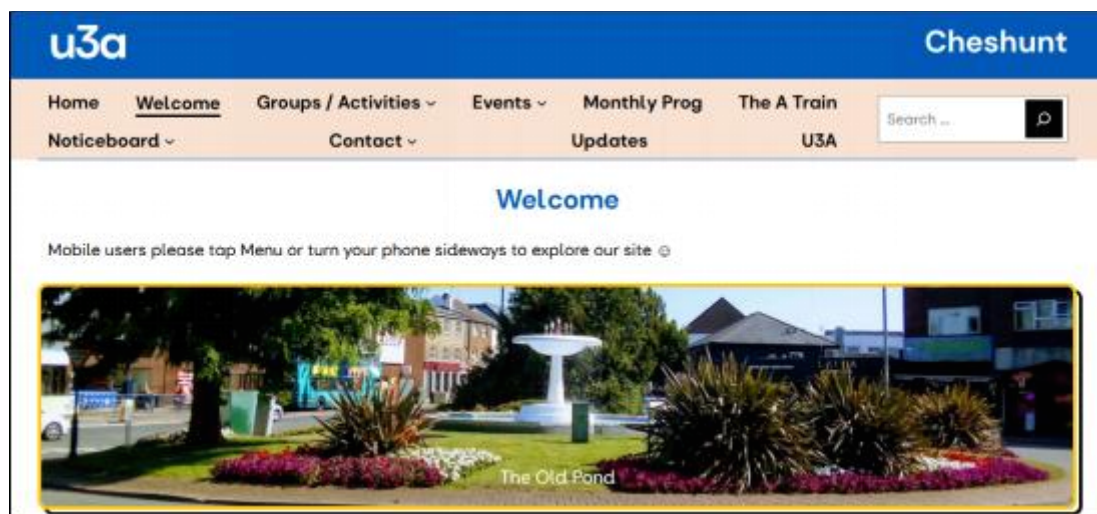 u3a
Cheshunt
Home Welcome Groups / Activities Events Monthly Prog The A Train
Noticeboard Contact Updates U3A
Search ...
Welcome
Mobile users please tap Menu or turn your phone sideways to explore our site ☺
The Old Pond